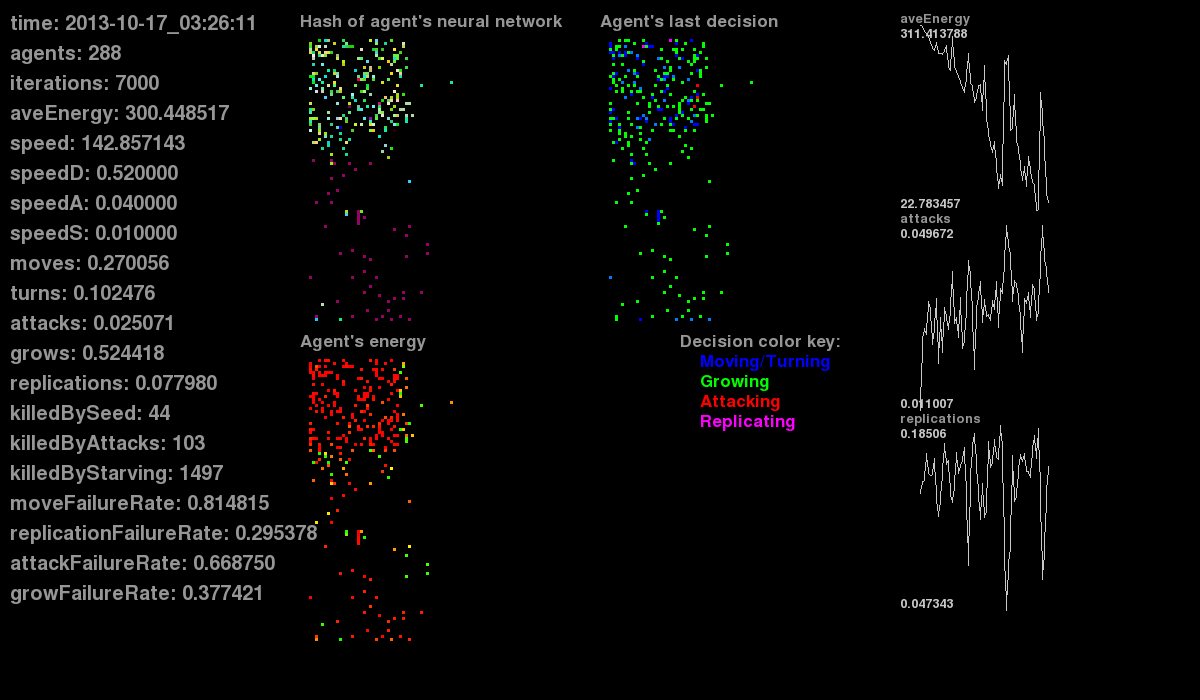 time: 2013-10-17_03:26:11
agents: 288
iterations: 7000
aveEnergy: 300.448517
speed: 142.857143
speedD: 0.520000
speedA: 0.040000
speedS: 0.010000
moves: 0.270056
turns: 0.102476
attacks: 0.025071
grows: 0.524418
replications: 0.077980
killedBySeed: 44
killedByAttacks: 103
killedByStarving: 1497
moveFailureRate: 0.814815
replicationFailureRate: 0.295378
attackFailureRate: 0.668750
growFailureRate: 0.377421
Hash of agent's neural network
Agent's last decision
Agent's energy
Decision color key:
Moving/Turning
Growing
Attacking
Replicating
aveEnergy
311.413788
22.783457
attacks
0.049672
0.011007
replications
0.18506
0.047343